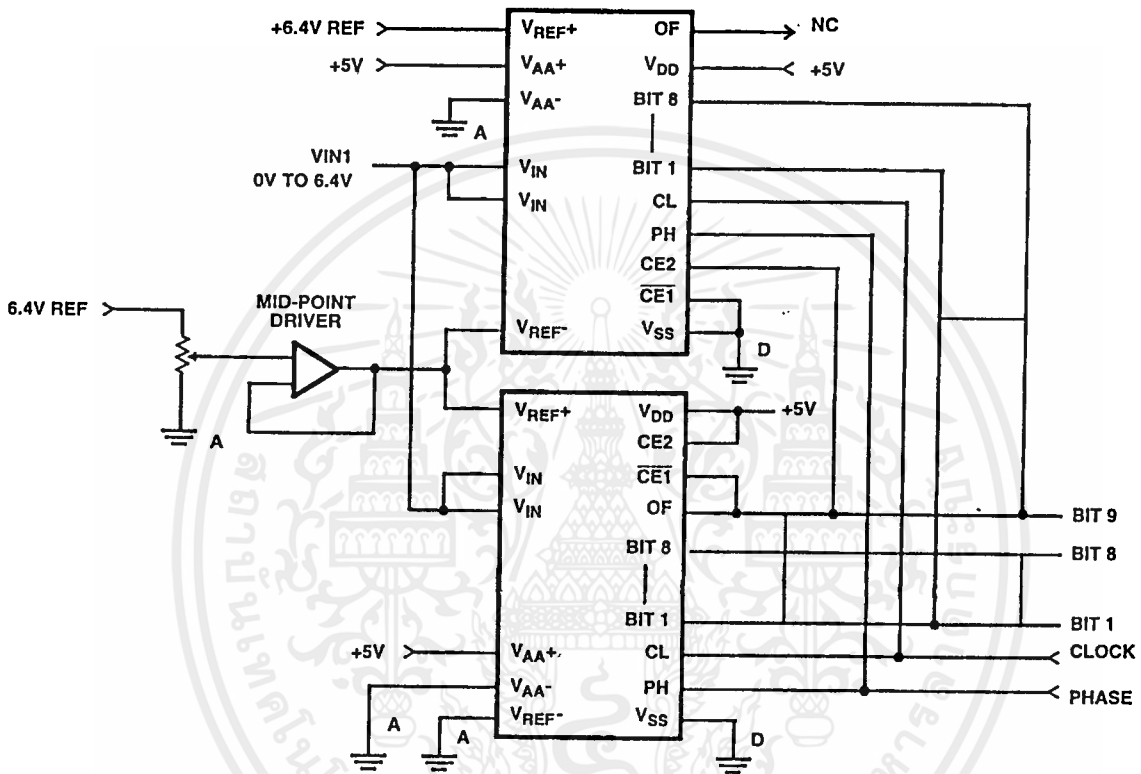 +6.4V REF
+5V
A
VIN1
0V TO 6.4V
VREF+
VAA+
VAA-
VIN
VIN
VREF-
OF
VDD
BIT 8
BIT 1
CL
PH
CE2
CE1
VSS
NC
+5V
D
6.4V REF
MID-POINT
DRIVER
A
VREF+
VIN
VIN
VAA+
VAA-
VREF-
+5V
A
A
VDD
CE2
CE1
OF
BIT 8
BIT 1
CL
PH
VSS
+5V
D
BIT 9
BIT 8
BIT 1
CLOCK
PHASE